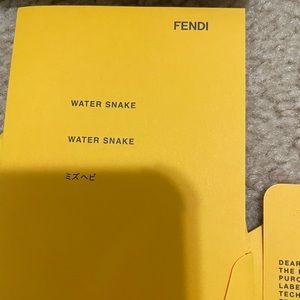 FENDI
WATER SNAKE
WATER SNAKE
ミズヘビ
DEAR
THE
PURC
LABE
TECH